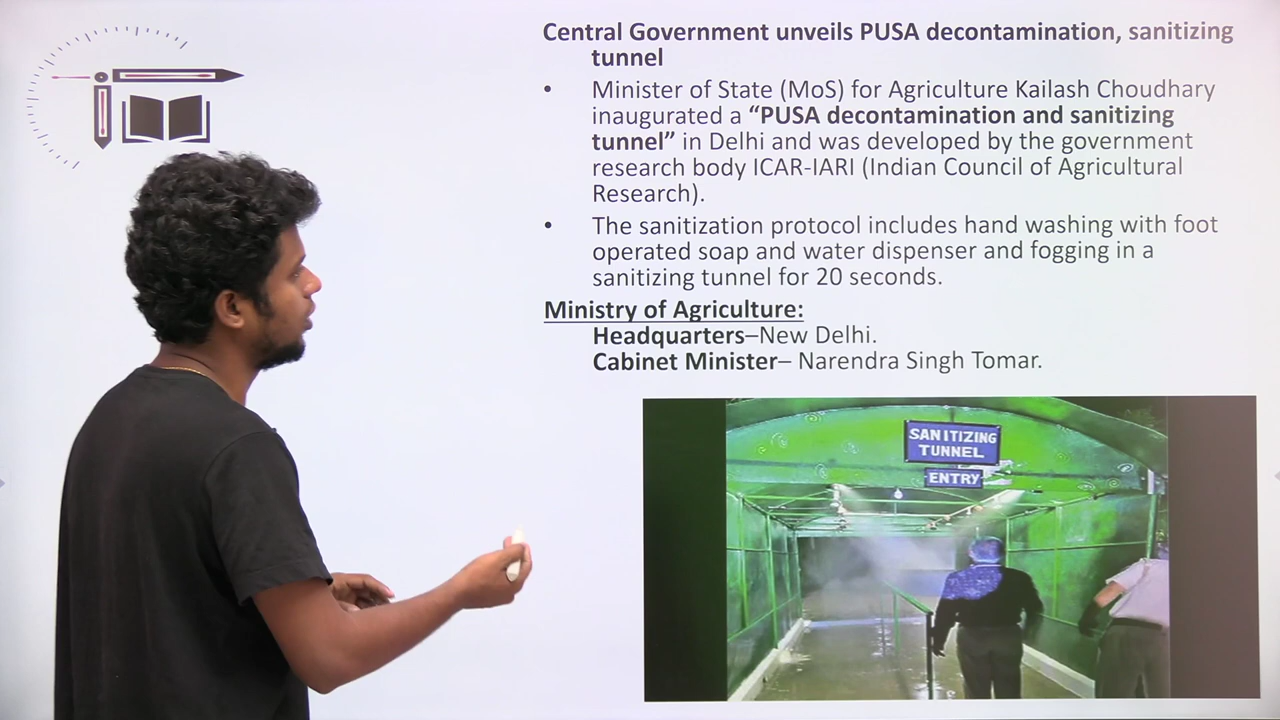 Central Government unveils PUSA decontamination, sanitizing
tunnel
• Minister of State (MoS) for Agriculture Kailash Choudhary
inaugurated a “PUSA decontamination and sanitizing
tunnel” in Delhi and was developed by the government
research body ICAR-IARI (Indian Council of Agricultural
Research).
• The sanitization protocol includes hand washing with foot
operated soap and water dispenser and fogging in a
sanitizing tunnel for 20 seconds.
Ministry of Agriculture:
Headquarters–New Delhi.
Cabinet Minister– Narendra Singh Tomar.
SANITIZING
TUNNEL
ENTRY